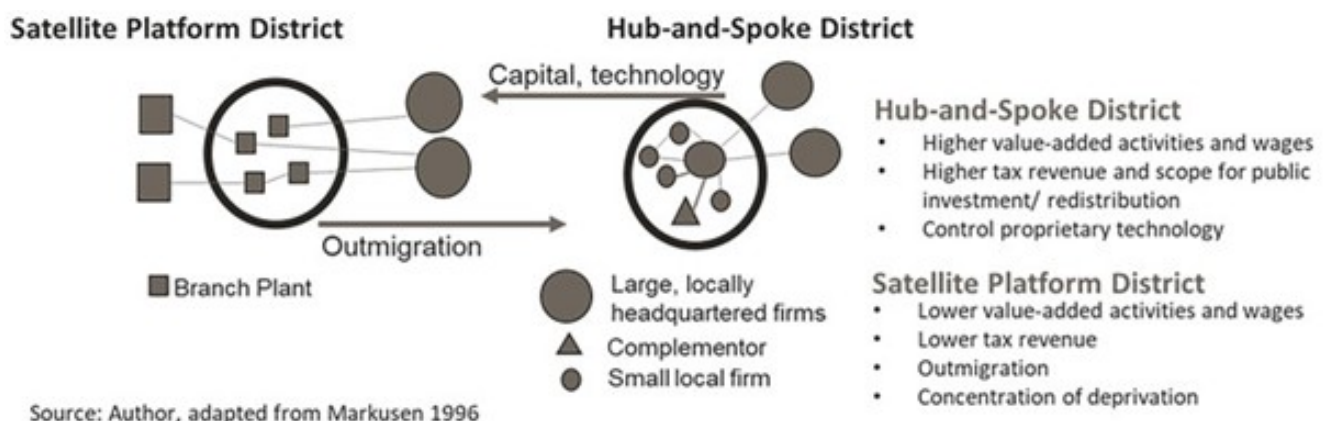 Satellite Platform District
Hub-and-Spoke District
Capital, technology
Outmigration
Branch Plant
Large, locally
headquartered firms
Complementor
Small local firm
Hub-and-Spoke District
• Higher value-added activities and wages
• Higher tax revenue and scope for public
investment/ redistribution
• Control proprietary technology
Satellite Platform District
• Lower value-added activities and wages
• Lower tax revenue
• Outmigration
• Concentration of deprivation
Source: Author, adapted from Markusen 1996